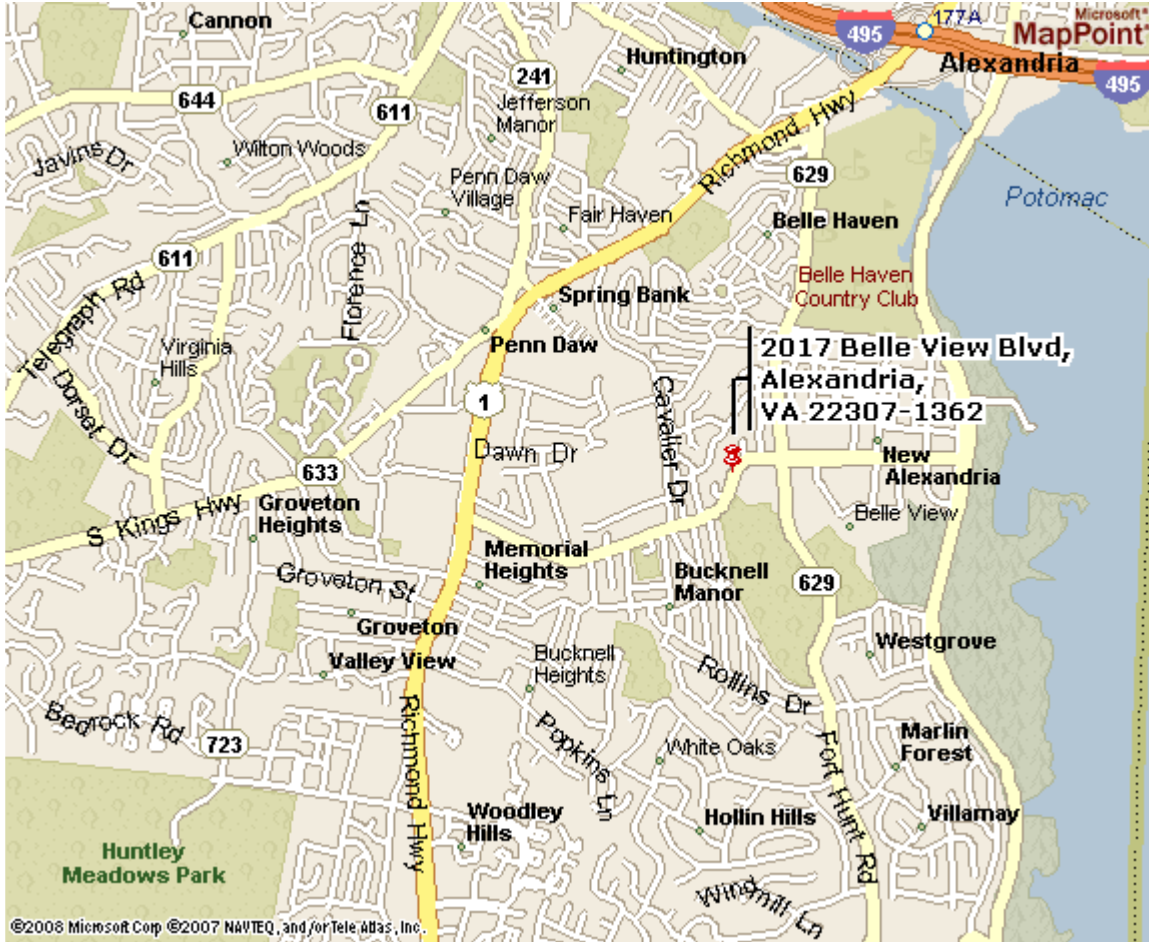 Cannon
177A
495
Microsoft®
MapPoint®
Huntington
Alexandria
495
241
644
611
Jefferson
Manor
Richmond Hwy
Javins Dr
Wilton Woods
629
Penn Daw
Village
Potomac
Fair Haven
Belle Haven
Florence Ln
611
Belle Haven
Country Club
Telegraph Rd
Spring Bank
Virginia
Hills
Penn Daw
2017 Belle View Blvd,
Alexandria,
VA 22307-1362
The Dorset Dr
1
Cavalier Dr
Dawn Dr
New
Alexandria
633
S Kings Hwy
Groveton
Heights
Belle View
Memorial
Heights
Groveton St
Bucknell
Manor
629
Groveton
Westgrove
Valley View
Bucknell
Heights
Rollins Dr
Bedrock Rd
723
Richmond Hwy
Popkins Ln
White Oaks
Marlin
Forest
Fort Hunt Rd
Woodley
Hills
Hollin Hills
Villamay
Huntley
Meadows Park
Windmill Ln
©2008 Microsoft Corp ©2007 NAVTEQ, and/or Tele Atlas, Inc.